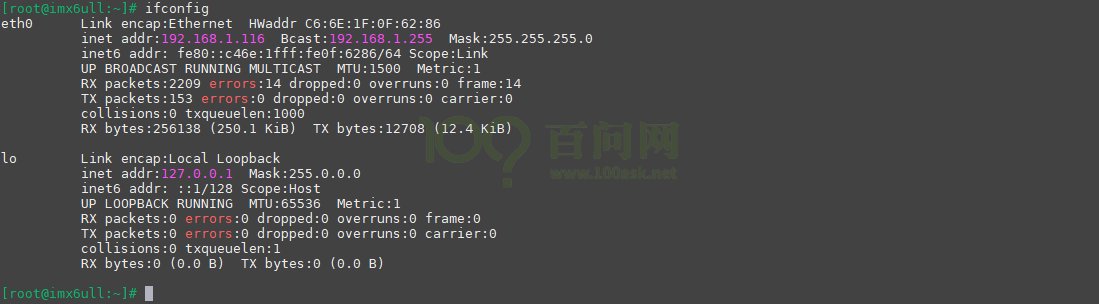 [root@imx6ull:~]# ifconfig
eth0      Link encap:Ethernet  HWaddr C6:6E:1F:0F:62:86
          inet addr:192.168.1.116  Bcast:192.168.1.255  Mask:255.255.255.0
          inet6 addr: fe80::c46e:1fff:fe0f:6286/64 Scope:Link
          UP BROADCAST RUNNING MULTICAST  MTU:1500  Metric:1
          RX packets:2209 errors:14 dropped:0 overruns:0 frame:14
          TX packets:153 errors:0 dropped:0 overruns:0 carrier:0
          collisions:0 txqueuelen:1000
          RX bytes:256138 (250.1 KiB)  TX bytes:12708 (12.4 KiB)
百问网
www.100ask.net
lo        Link encap:Local Loopback
          inet addr:127.0.0.1  Mask:255.0.0.0
          inet6 addr: ::1/128 Scope:Host
          UP LOOPBACK RUNNING  MTU:65536  Metric:1
          RX packets:0 errors:0 dropped:0 overruns:0 frame:0
          TX packets:0 errors:0 dropped:0 overruns:0 carrier:0
          collisions:0 txqueuelen:1
          RX bytes:0 (0.0 B)  TX bytes:0 (0.0 B)
[root@imx6ull:~]#